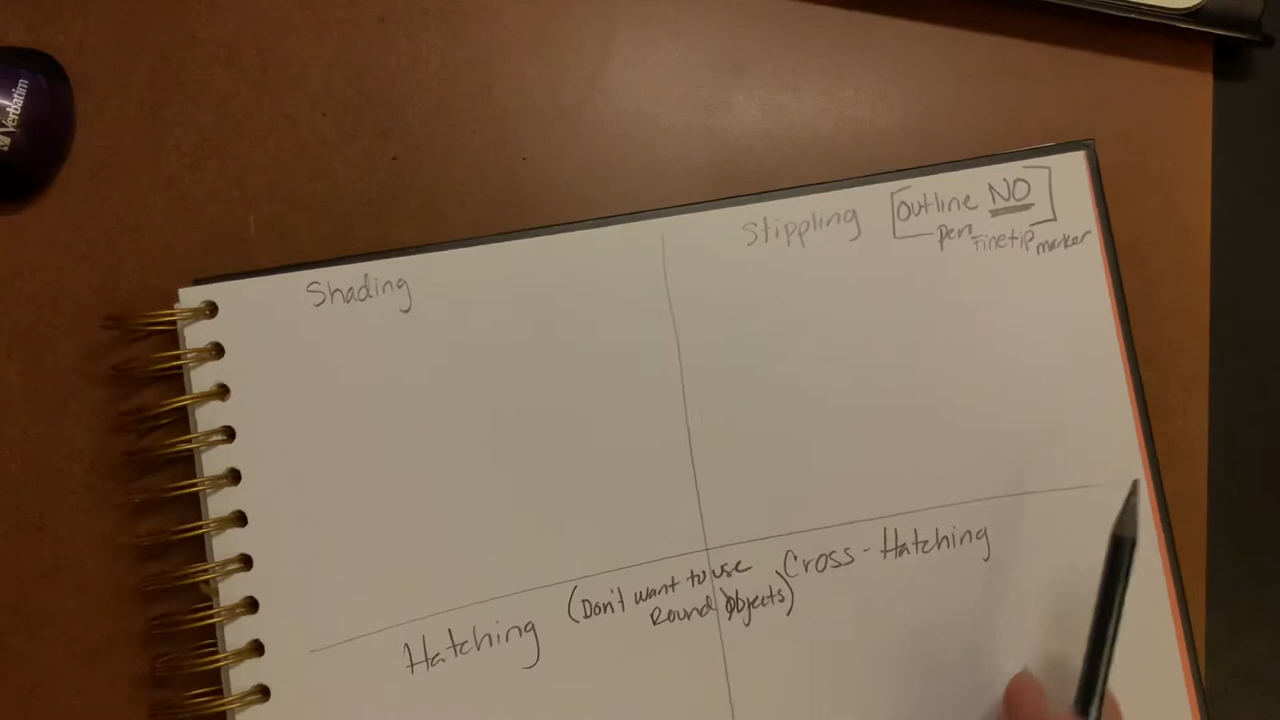 Verbatim
Shading
Stippling [Outline NO]
pen Finetip marker
Hatching (Don't want to use
Round Objects)
Cross-Hatching